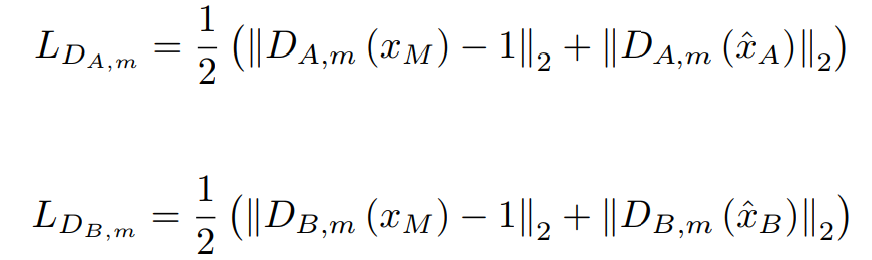 $L_{D_{A,m}} = \frac{1}{2} \left( \| D_{A,m} (x_M) - 1 \|_2 + \| D_{A,m} (\hat{x}_A) \|_2 \right)$
$L_{D_{B,m}} = \frac{1}{2} \left( \| D_{B,m} (x_M) - 1 \|_2 + \| D_{B,m} (\hat{x}_B) \|_2 \right)$